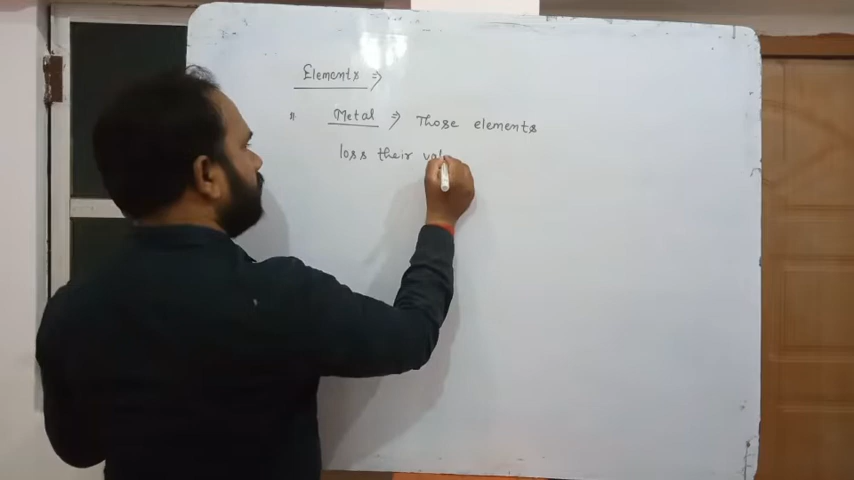 Elements ⇒
Metal ⇒ Those elements
loss their val